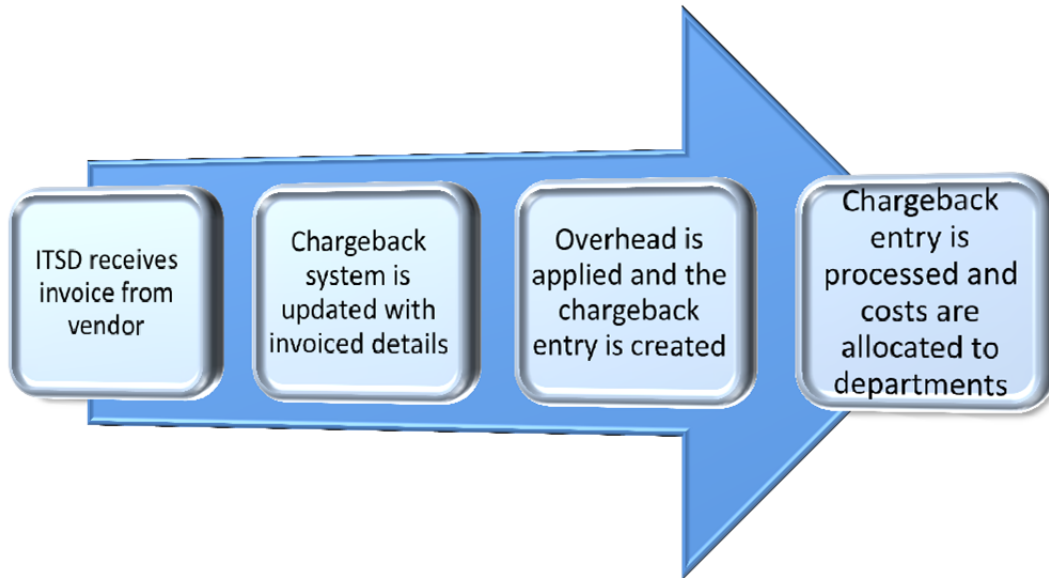 ITSD receives
invoice from
vendor
Chargeback
system is
updated with
invoiced details
Overhead is
applied and the
chargeback
entry is created
Chargeback
entry is
processed and
costs are
allocated to
departments